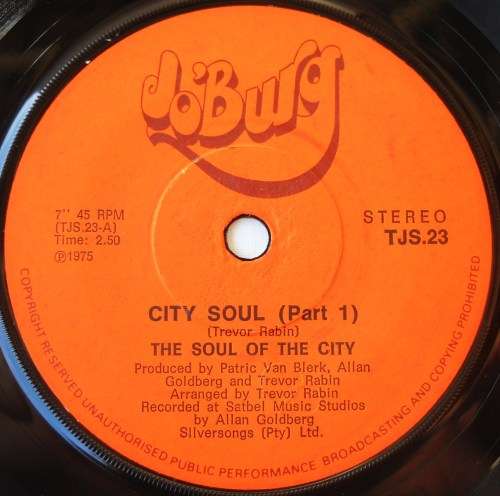 Jo'Burg
7" 45 RPM
(TJS.23-A)
Time: 2.50
℗1975
STEREO
TJS.23
CITY SOUL (Part 1)
(Trevor Rabin)
THE SOUL OF THE CITY
Produced by Patric Van Blerk, Allan
Goldberg and Trevor Rabin
Arranged by Trevor Rabin
Recorded at Satbel Music Studios
by Allan Goldberg
Silversongs (Pty) Ltd.
COPYRIGHT RESERVED UNAUTHORISED PUBLIC PERFORMANCE BROADCASTING AND COPYING PROHIBITED